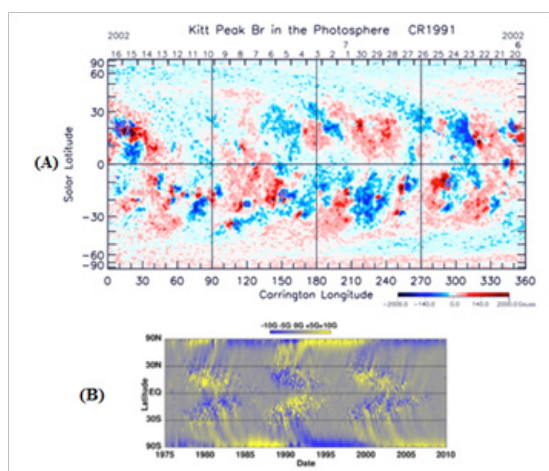 Kitt Peak Br in the Photosphere CR1991
2002 2002
7 6
16 15 14 13 12 11 10 9 8 7 6 5 4 3 2 1 30 29 28 27 26 25 24 23 22 21 20
90
60
30
0
-30
-60
-90
Solar Latitude
(A)
0 30 60 90 120 150 180 210 240 270 300 330 360
Carrington Longitude
-2000.0 -140.0 0.0 140.0 2000.0 Gauss
-10G -5G 0G +5G +10G
90N
30N
EQ
30S
90S
Latitude
(B)
1975 1980 1985 1990 1995 2000 2005 2010
Date